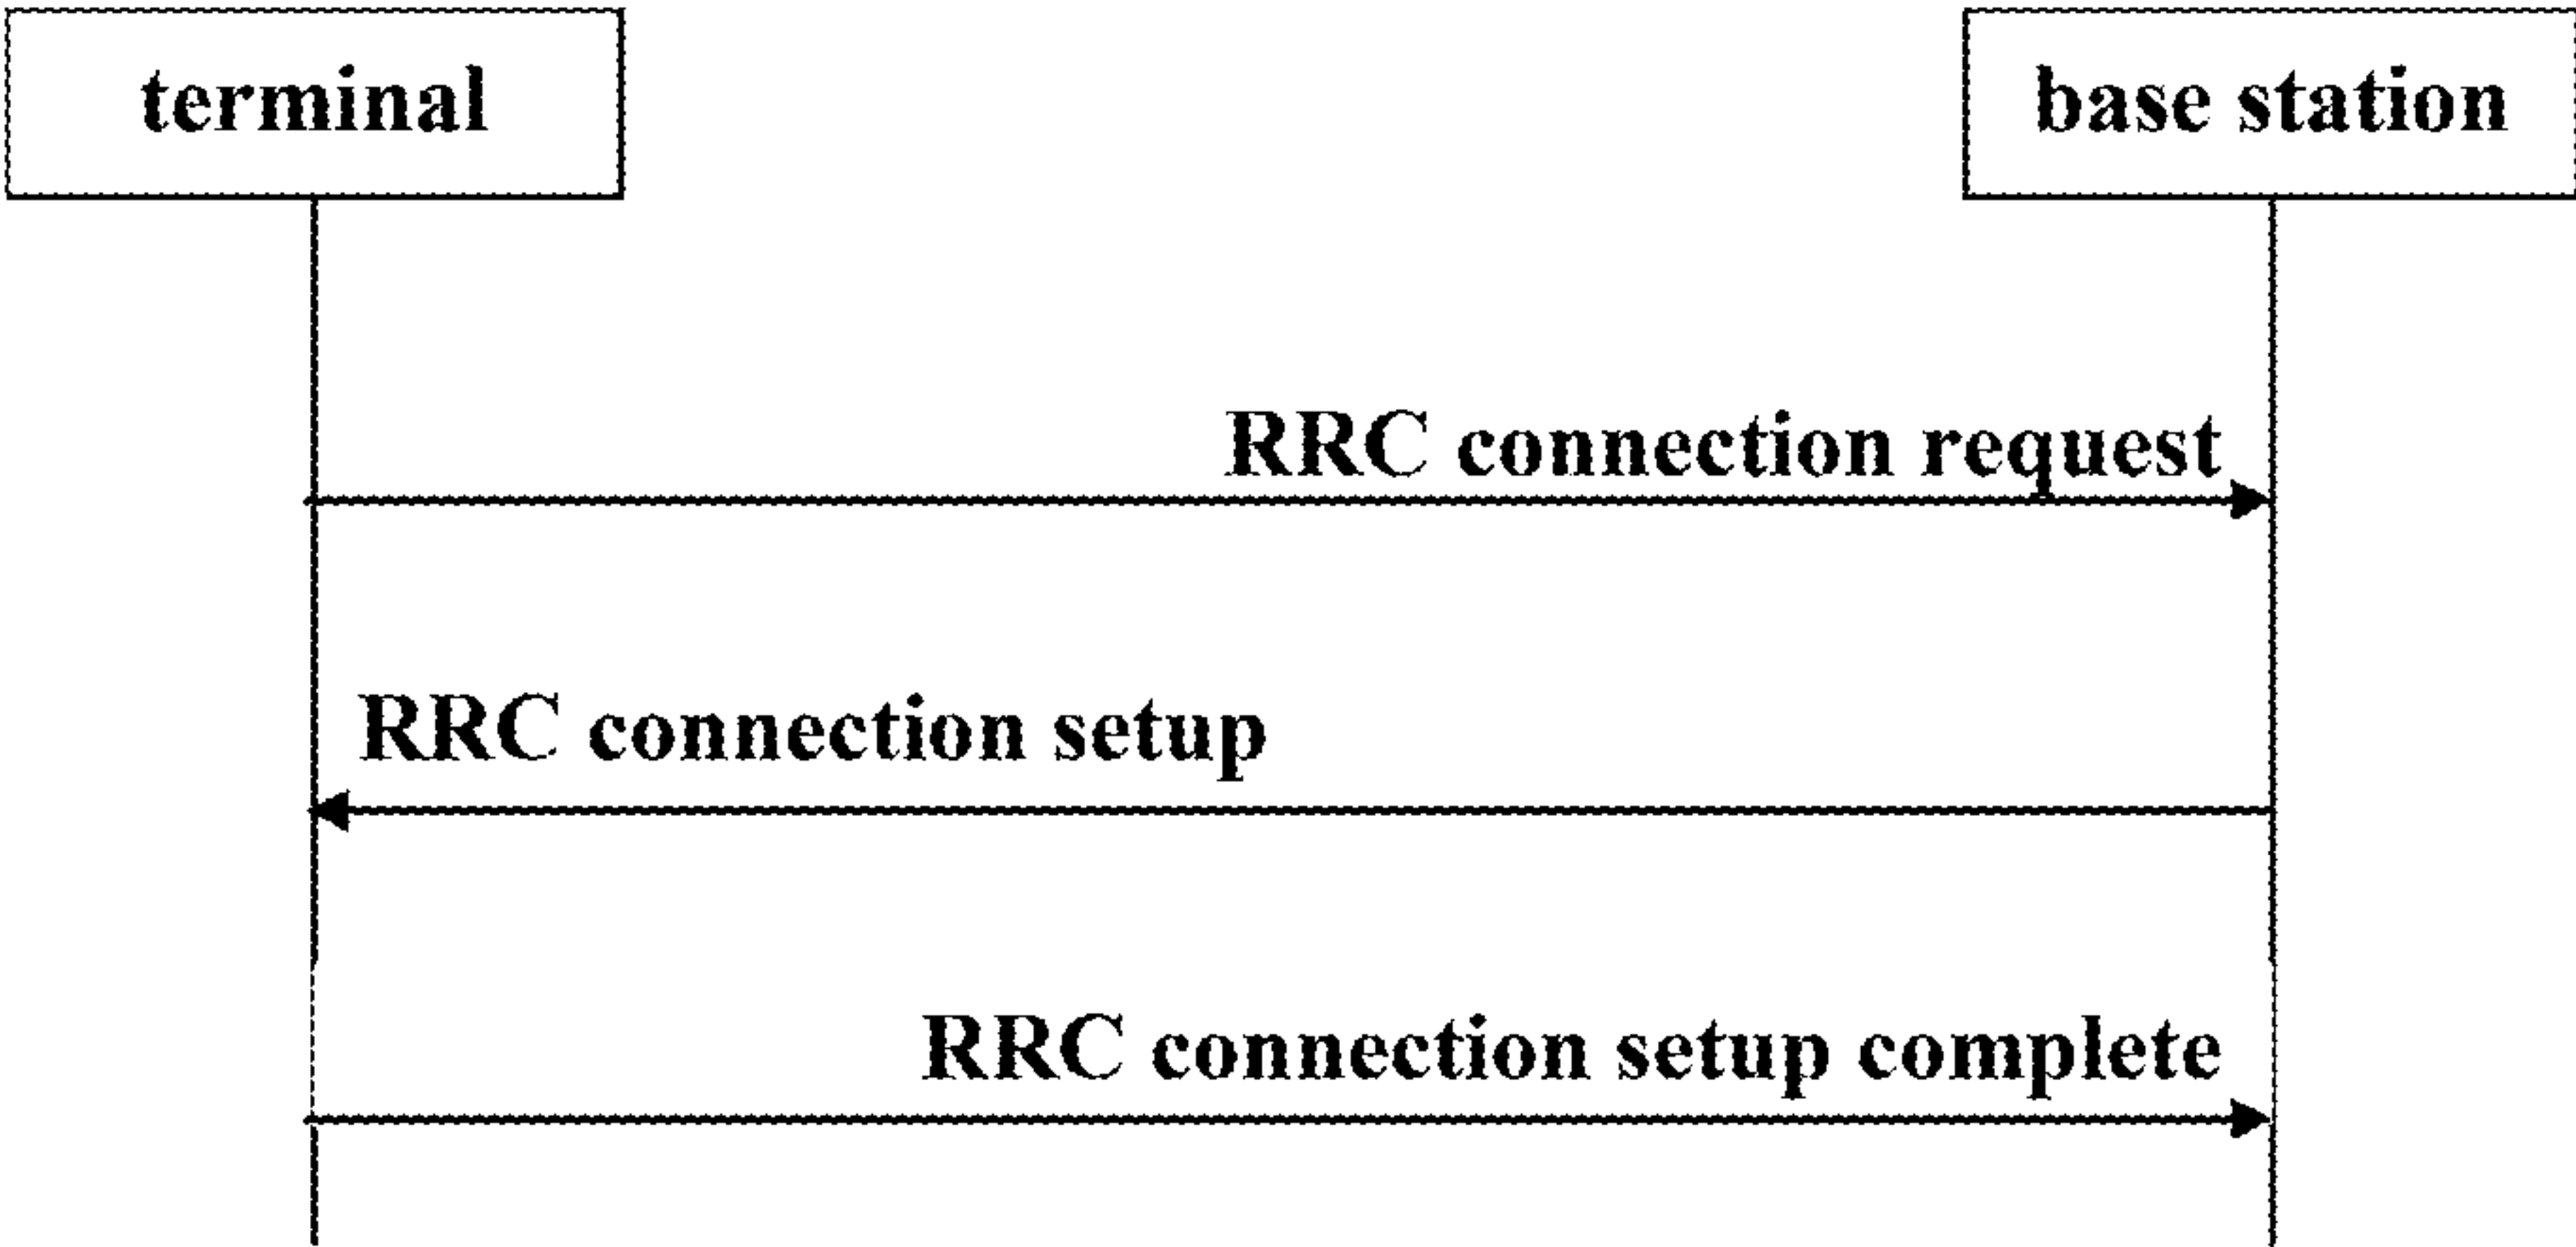 terminal
base station
RRC connection request
RRC connection setup
RRC connection setup complete